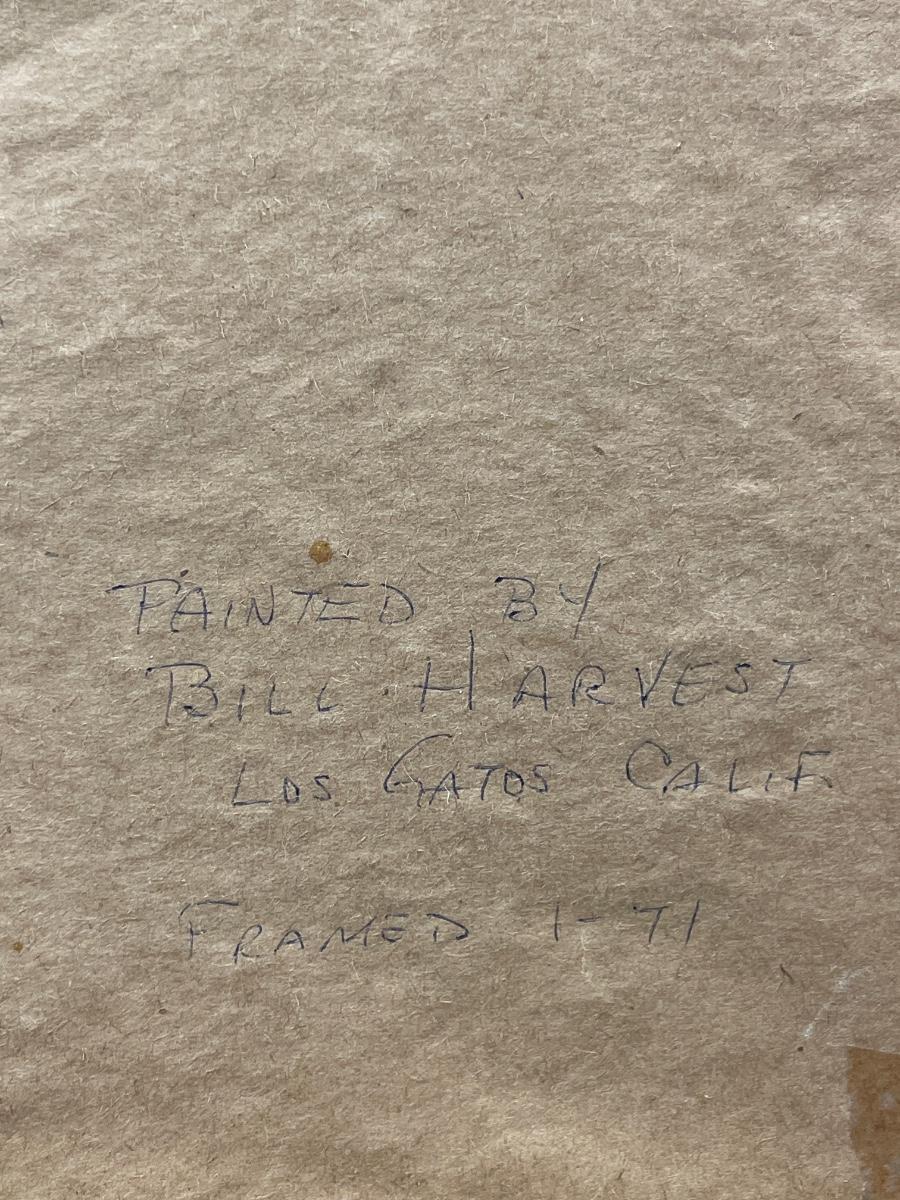 PAINTED BY
BILL HARVEST
LOS GATOS CALIF.
FRAMED 1-71